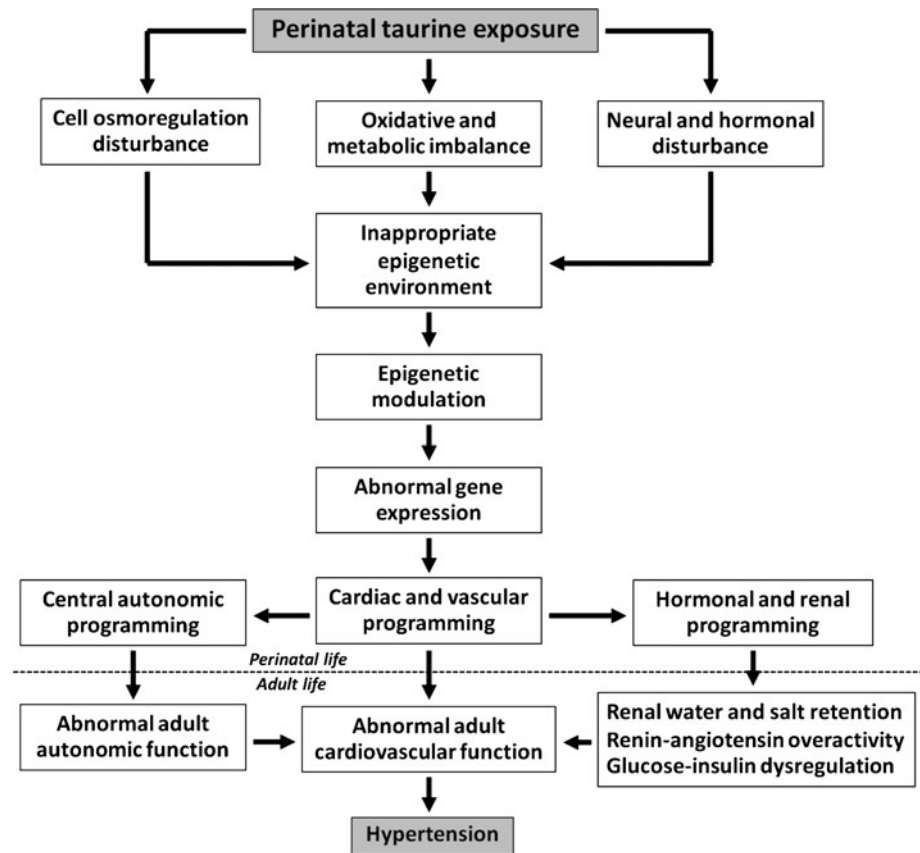 Perinatal taurine exposure
Cell osmoregulation
disturbance
Oxidative and
metabolic imbalance
Neural and hormonal
disturbance
Inappropriate
epigenetic
environment
Epigenetic
modulation
Abnormal gene
expression
Central autonomic
programming
Cardiac and vascular
programming
Hormonal and renal
programming
Perinatal life
Adult life
Abnormal adult
autonomic function
Abnormal adult
cardiovascular function
Renal water and salt retention
Renin-angiotensin overactivity
Glucose-insulin dysregulation
Hypertension